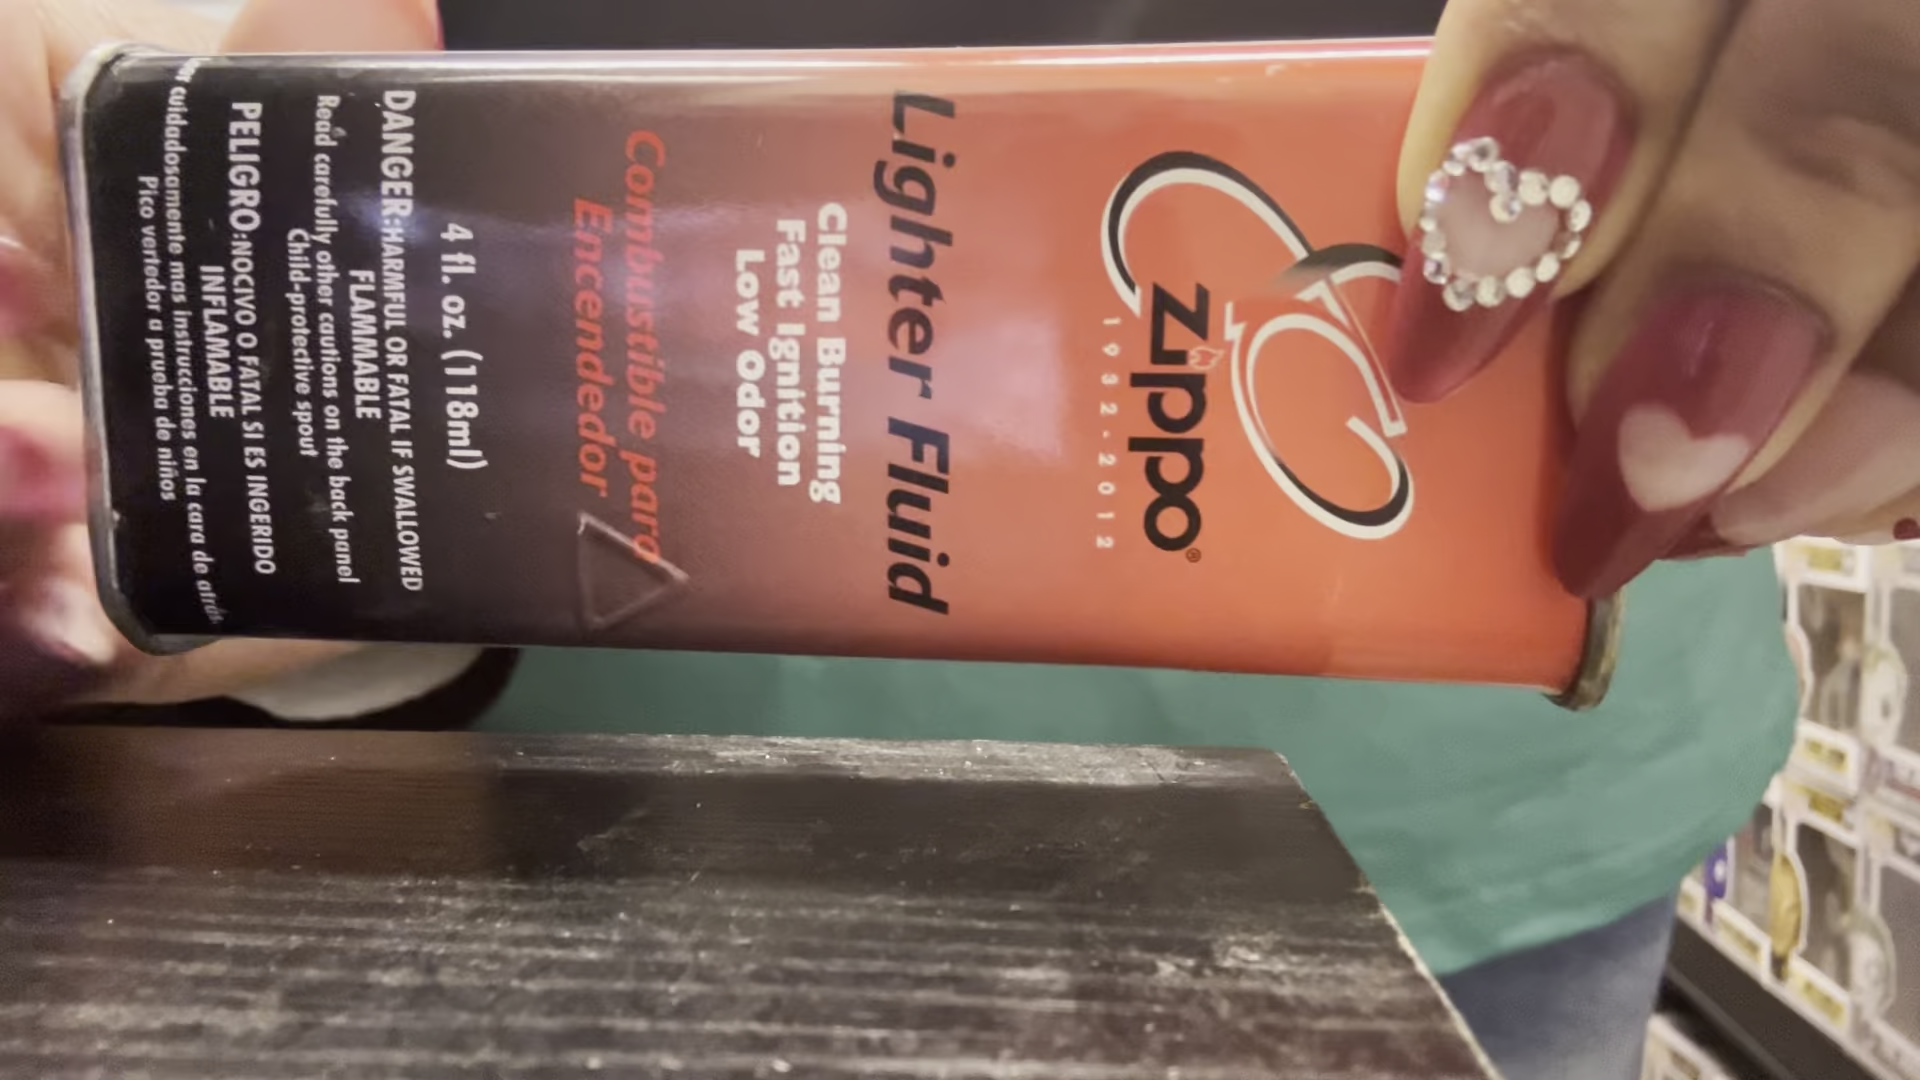 zippo®
1932-2012
Lighter Fluid
Clean Burning
Fast Ignition
Low Odor
Combustible para
Encendedor
4 fl. oz. (118ml)
DANGER:HARMFUL OR FATAL IF SWALLOWED
FLAMMABLE
Read carefully other cautions on the back panel
Child-protective spout
PELIGRO:NOCIVO O FATAL SI ES INGERIDO
INFLAMABLE
cuidadosamente mas instrucciones en la cara de atrás
Pico vertedor a prueba de niños